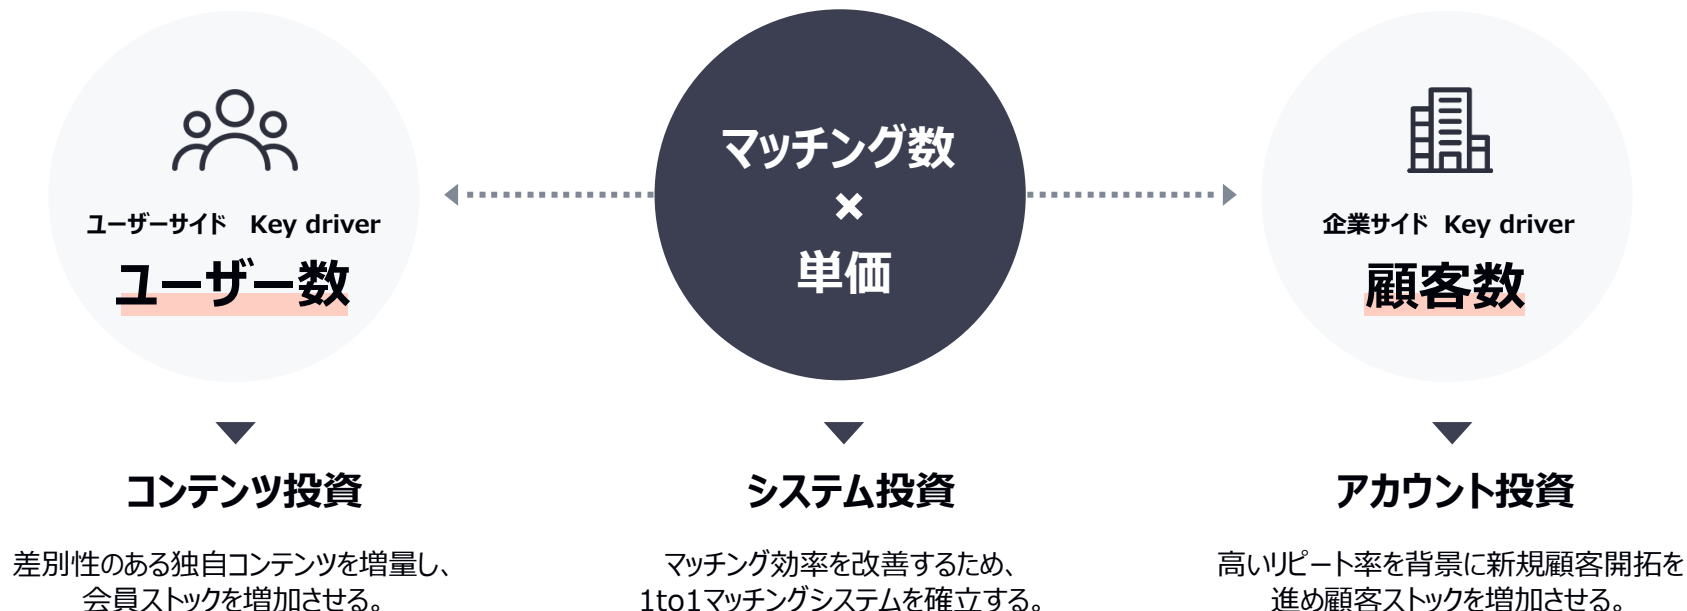 ユーザーサイド Key driver
ユーザー数
マッチング数
×
単価
企業サイド Key driver
顧客数
コンテンツ投資
差別性のある独自コンテンツを増量し、
会員ストックを増加させる。
システム投資
マッチング効率を改善するため、
1to1マッチングシステムを確立する。
アカウント投資
高いリピート率を背景に新規顧客開拓を
進め顧客ストックを増加させる。